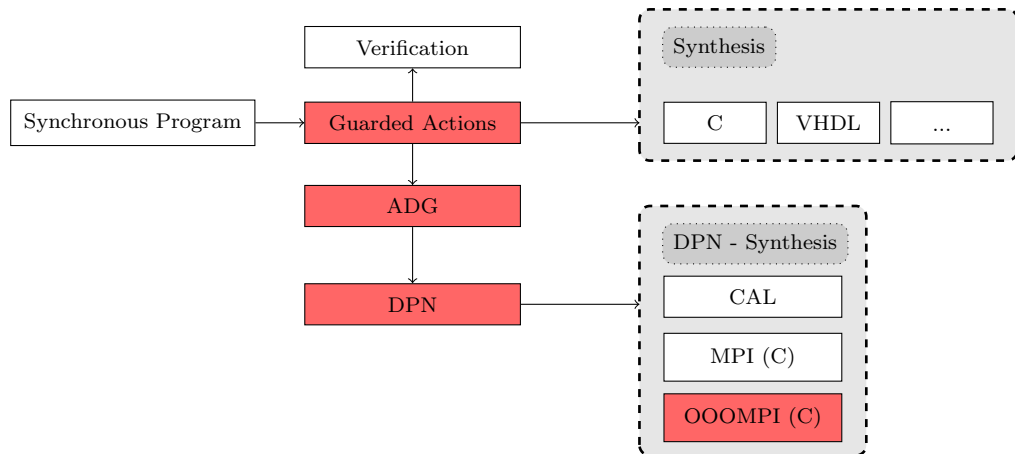 Verification
Synthesis
Synchronous Program
Guarded Actions
C
VHDL
...
ADG
DPN - Synthesis
DPN
CAL
MPI (C)
OOOMPI (C)